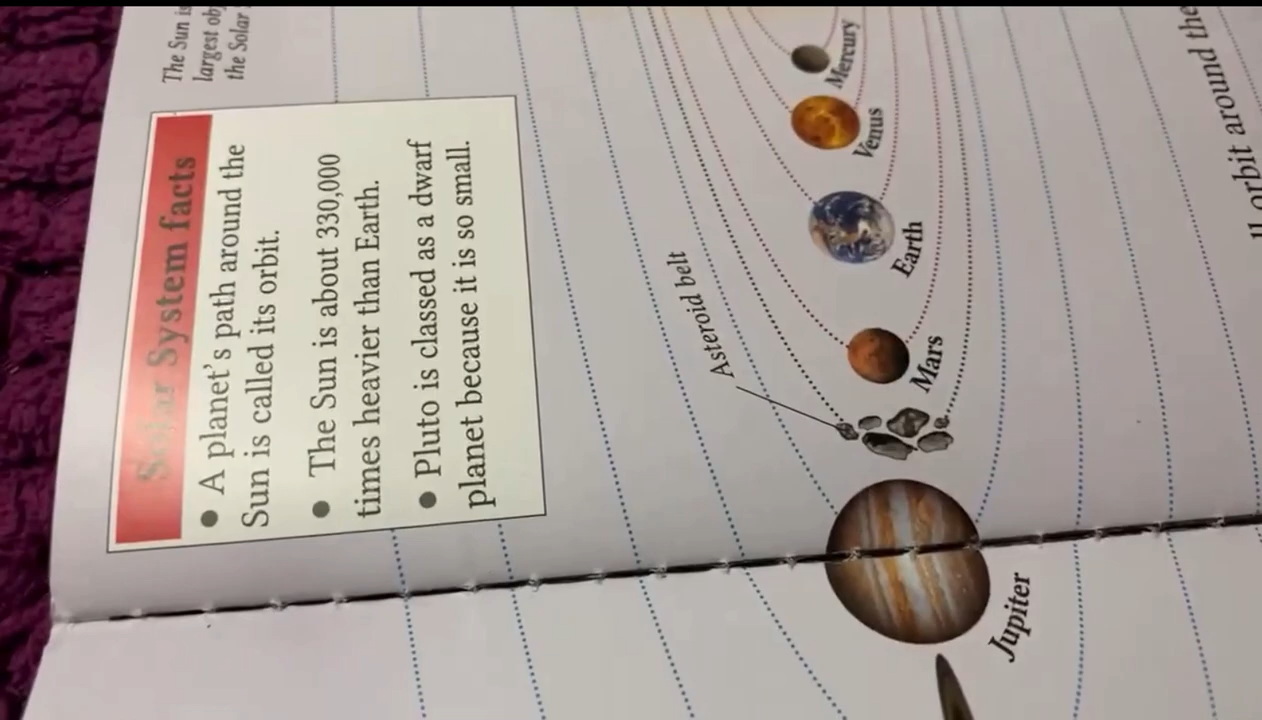 The Sun is
largest
the Solar
Solar System facts
● A planet's path around the
Sun is called its orbit.
● The Sun is about 330,000
times heavier than Earth.
● Pluto is classed as a dwarf
planet because it is so small.
Asteroid belt
Mercury
Venus
Earth
Mars
Jupiter
orbit around the